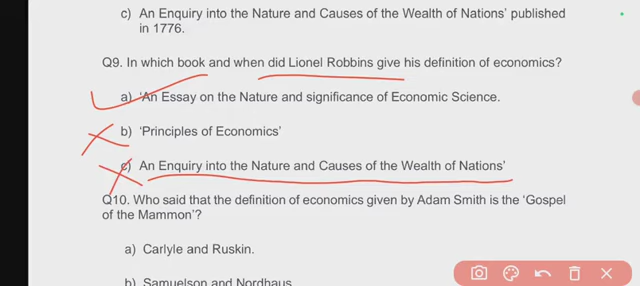 c) An Enquiry into the Nature and Causes of the Wealth of Nations’ published
in 1776.
Q9. In which book and when did Lionel Robbins give his definition of economics?
a) ‘An Essay on the Nature and significance of Economic Science.
b) ‘Principles of Economics’
c) An Enquiry into the Nature and Causes of the Wealth of Nations’
Q10. Who said that the definition of economics given by Adam Smith is the ‘Gospel
of the Mammon’?
a) Carlyle and Ruskin.
b) Samuelson and Nordhaus